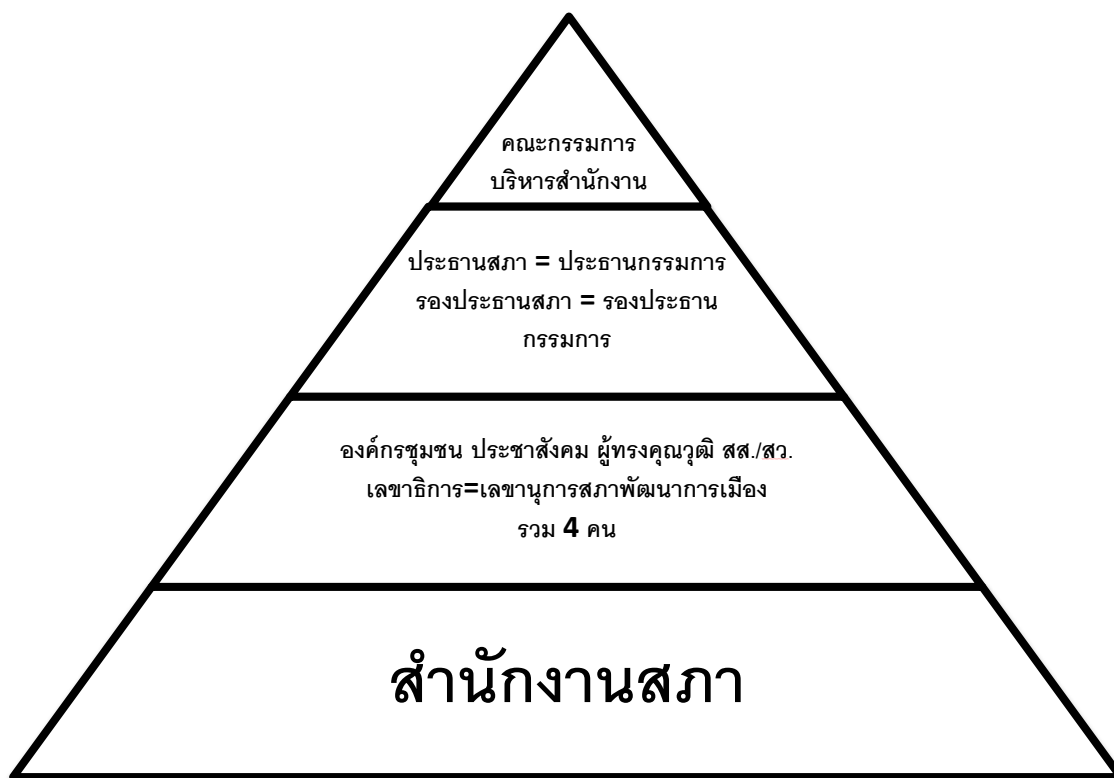 คณะกรรมการ
บริหารสำนักงาน
ประธานสภา = ประธานกรรมการ
รองประธานสภา = รองประธาน
กรรมการ
องค์กรชุมชน ประชาสังคม ผู้ทรงคุณวุฒิ สส./สว.
เลขาธิการ=เลขานุการสภาพัฒนาการเมือง
รวม 4 คน
สำนักงานสภา